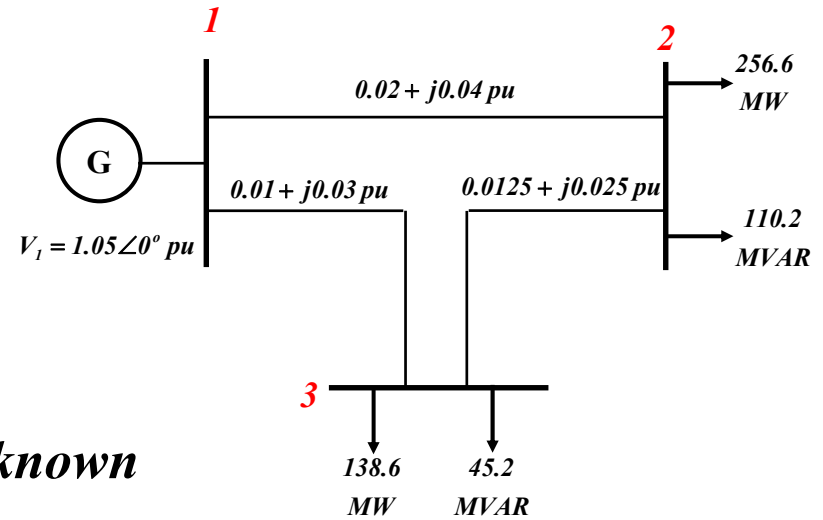 1
2
256.6
MW
0.02 + j0.04 pu
G
0.01 + j0.03 pu
0.0125 + j0.025 pu
V₁ = 1.05∠0º pu
110.2
MVAR
3
known
138.6
MW
45.2
MVAR